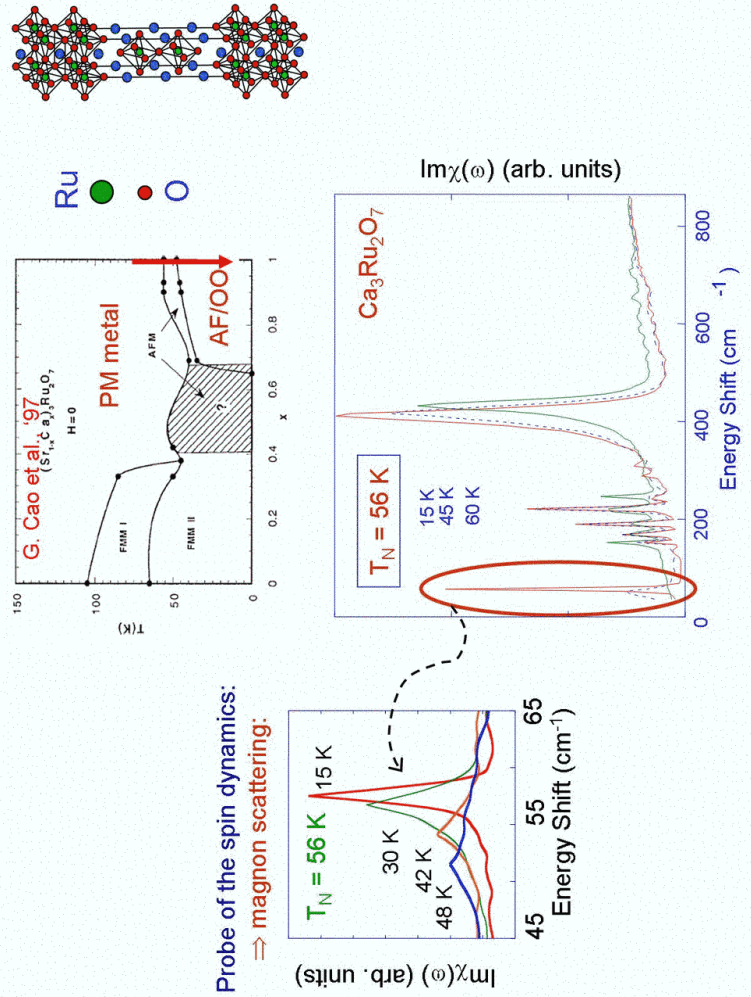 Probe of the spin dynamics:
⇒ magnon scattering:
Imχ(ω) (arb. units)
T_N = 56 K
15 K
30 K
42 K
48 K
45
55
65
Energy Shift (cm⁻¹)
G. Cao et al. '97
(Sr₁₋ₓCaₓ)₃Ru₂O₇
H=0
T(K)
150
100
50
0
FMM I
FMM II
PM metal
AFM
AF/OO
?
0
0.2
0.4
0.6
0.8
1
x
Ru
O
Ca₃Ru₂O₇
Imχ(ω) (arb. units)
T_N = 56 K
15 K
45 K
60 K
0
200
400
600
800
Energy Shift (cm⁻¹)